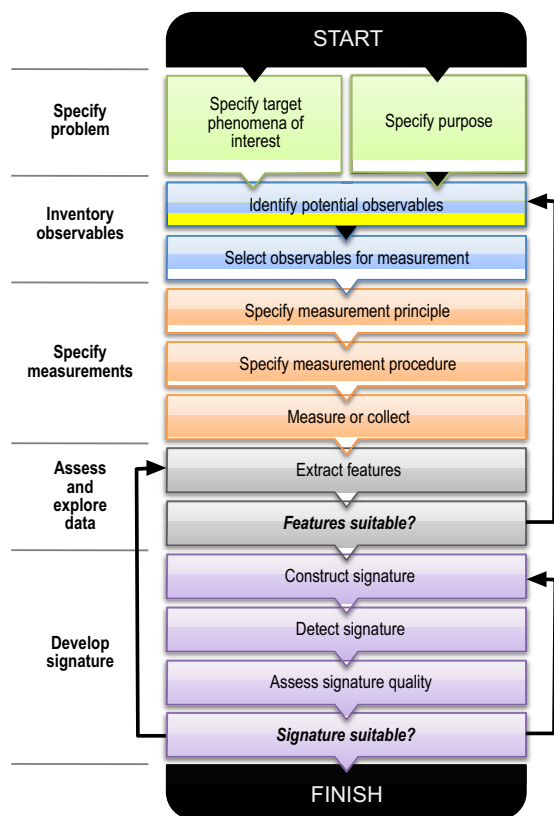 START
Specify
problem
Specify target
phenomena of
interest
Specify purpose
Inventory
observables
Identify potential observables
Select observables for measurement
Specify
measurements
Specify measurement principle
Specify measurement procedure
Measure or collect
Assess
and
explore
data
Extract features
Features suitable?
Develop
signature
Construct signature
Detect signature
Assess signature quality
Signature suitable?
FINISH